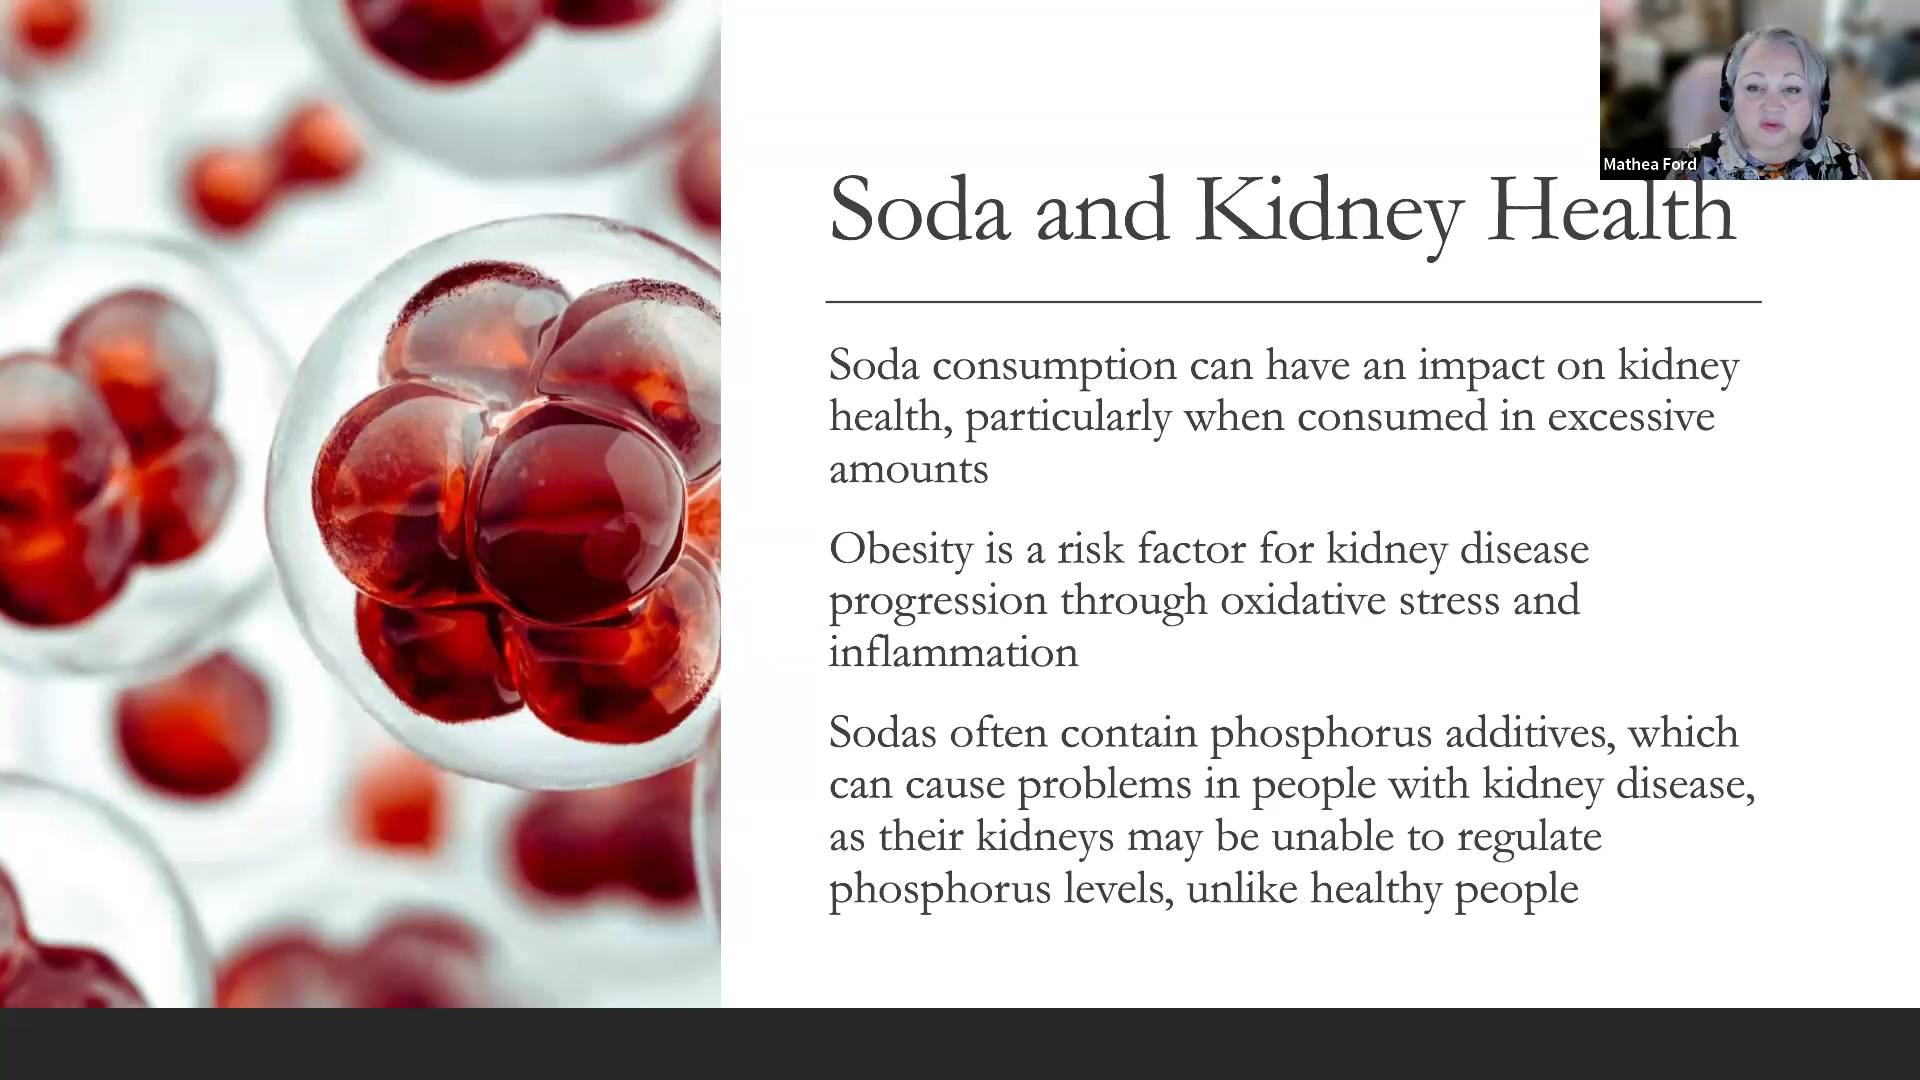 Mathea Ford
Soda and Kidney Health
Soda consumption can have an impact on kidney
health, particularly when consumed in excessive
amounts
Obesity is a risk factor for kidney disease
progression through oxidative stress and
inflammation
Sodas often contain phosphorus additives, which
can cause problems in people with kidney disease,
as their kidneys may be unable to regulate
phosphorus levels, unlike healthy people